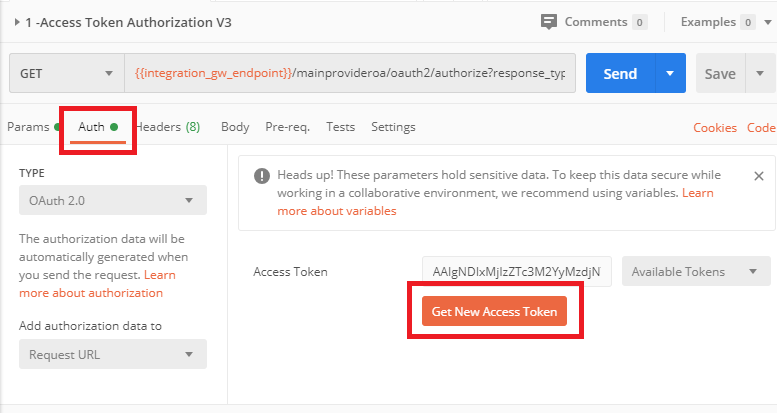 1 -Access Token Authorization V3
Comments 0 Examples 0
GET {{integration_gw_endpoint}}/mainprovideroa/oauth2/authorize?response_typ Send Save
Params Auth Headers (8) Body Pre-req. Tests Settings Cookies Code
TYPE
OAuth 2.0
The authorization data will be
automatically generated when
you send the request. Learn
more about authorization
Add authorization data to
Request URL
Heads up! These parameters hold sensitive data. To keep this data secure while
working in a collaborative environment, we recommend using variables. Learn
more about variables
Access Token AAIgNDIxMjIzZTc3M2YyMzdjN Available Tokens
Get New Access Token